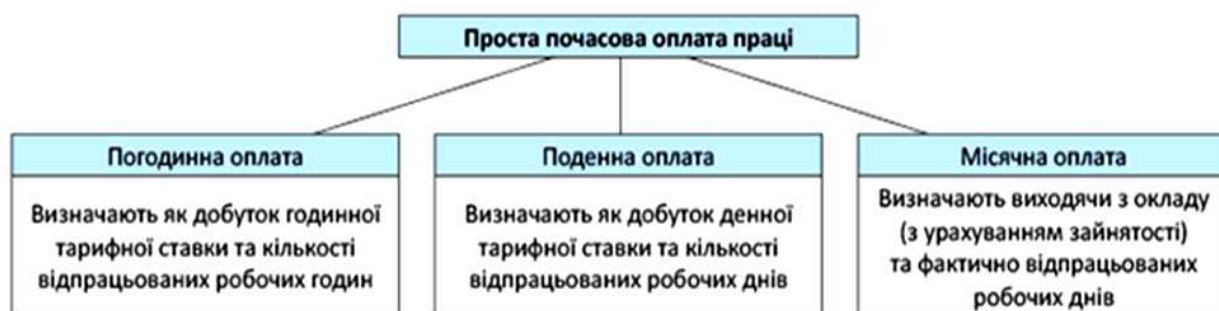 Проста почасова оплата праці
Погодинна оплата
Визначають як добуток годинної
тарифної ставки та кількості
відпрацьованих робочих годин
Поденна оплата
Визначають як добуток денної
тарифної ставки та кількості
відпрацьованих робочих днів
Місячна оплата
Визначають виходячи з окладу
(з урахуванням зайнятості)
та фактично відпрацьованих
робочих днів